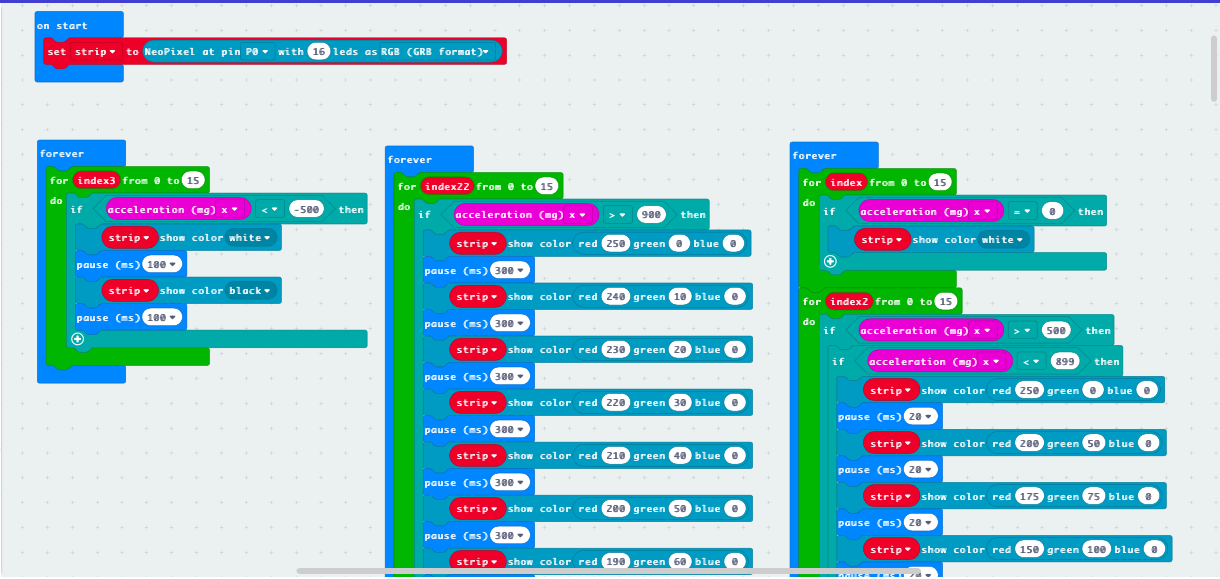 on start
set strip to NeoPixel at pin P0 with 16 leds as RGB (GRB format)
forever
for index3 from 0 to 15
do
if acceleration (mg) x < -500 then
strip show color white
pause (ms) 100
strip show color black
pause (ms) 100
forever
for index22 from 0 to 15
do
if acceleration (mg) x > 900 then
strip show color red 250 green 0 blue 0
pause (ms) 300
strip show color red 240 green 10 blue 0
pause (ms) 300
strip show color red 230 green 20 blue 0
pause (ms) 300
strip show color red 220 green 30 blue 0
pause (ms) 300
strip show color red 210 green 40 blue 0
pause (ms) 300
strip show color red 200 green 50 blue 0
pause (ms) 300
strip show color red 190 green 60 blue 0
forever
for index from 0 to 15
do
if acceleration (mg) x = 0 then
strip show color white
for index2 from 0 to 15
do
if acceleration (mg) x > 500 then
if acceleration (mg) x < 899 then
strip show color red 250 green 0 blue 0
pause (ms) 20
strip show color red 200 green 50 blue 0
pause (ms) 20
strip show color red 175 green 75 blue 0
pause (ms) 20
strip show color red 150 green 100 blue 0
pause (ms) 20